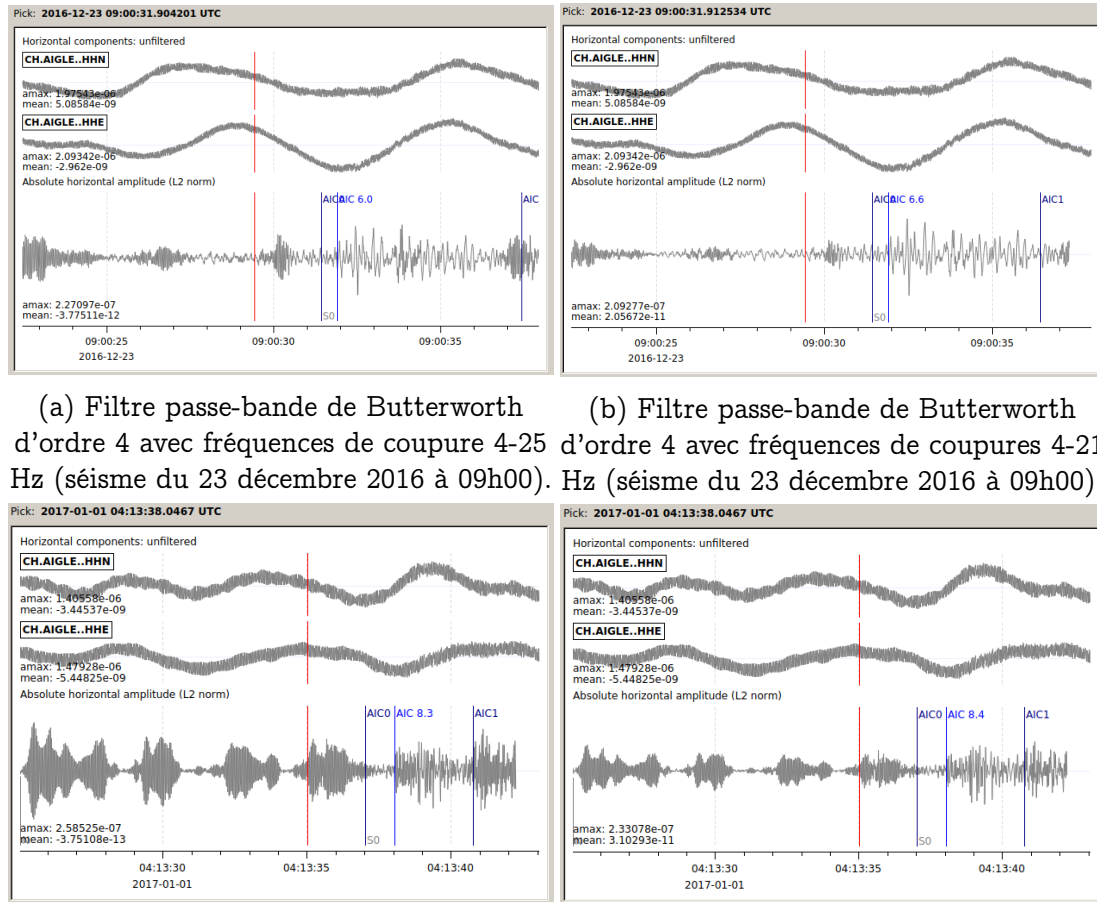 Pick: 2016-12-23 09:00:31.904201 UTC
Horizontal components: unfiltered
CH.AIGLE..HHN
amax: 1.97543e-06
mean: 5.08584e-09
CH.AIGLE..HHE
amax: 2.09342e-06
mean: -2.962e-09
Absolute horizontal amplitude (L2 norm)
AIC0 AIC 6.0 AIC
amax: 2.27097e-07
mean: -3.77511e-12
S0
09:00:25 09:00:30 09:00:35
2016-12-23
Pick: 2016-12-23 09:00:31.912534 UTC
Horizontal components: unfiltered
CH.AIGLE..HHN
amax: 1.97543e-06
mean: 5.08584e-09
CH.AIGLE..HHE
amax: 2.09342e-06
mean: -2.962e-09
Absolute horizontal amplitude (L2 norm)
AIC0 AIC 6.6 AIC1
amax: 2.09277e-07
mean: 2.05672e-11
S0
09:00:25 09:00:30 09:00:35
2016-12-23
(a) Filtre passe-bande de Butterworth
d'ordre 4 avec fréquences de coupure 4-25
Hz (séisme du 23 décembre 2016 à 09h00).
(b) Filtre passe-bande de Butterworth
d'ordre 4 avec fréquences de coupures 4-21
Hz (séisme du 23 décembre 2016 à 09h00)
Pick: 2017-01-01 04:13:38.0467 UTC
Horizontal components: unfiltered
CH.AIGLE..HHN
amax: 1.40558e-06
mean: -3.44537e-09
CH.AIGLE..HHE
amax: 1.47928e-06
mean: -5.44825e-09
Absolute horizontal amplitude (L2 norm)
AIC0 AIC 8.3 AIC1
amax: 2.58525e-07
mean: -3.75108e-13
S0
04:13:30 04:13:35 04:13:40
2017-01-01
Pick: 2017-01-01 04:13:38.0467 UTC
Horizontal components: unfiltered
CH.AIGLE..HHN
amax: 1.40558e-06
mean: -3.44537e-09
CH.AIGLE..HHE
amax: 1.47928e-06
mean: -5.44825e-09
Absolute horizontal amplitude (L2 norm)
AIC0 AIC 8.4 AIC1
amax: 2.33078e-07
mean: 3.10293e-11
S0
04:13:30 04:13:35 04:13:40
2017-01-01